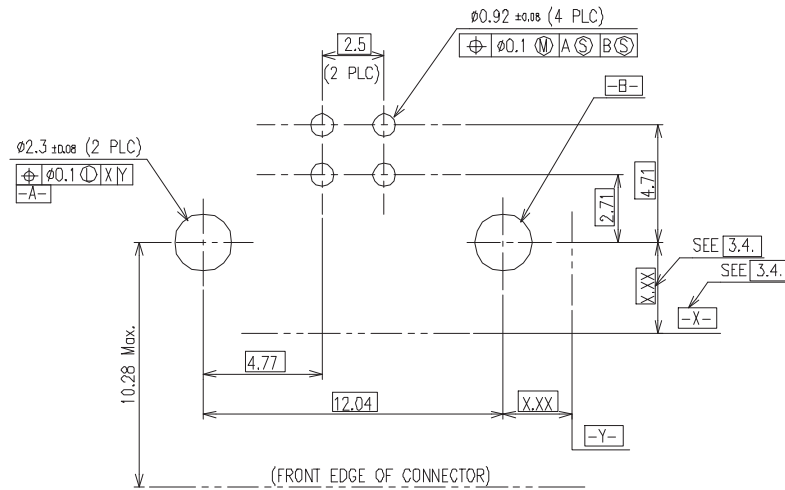 ø0.92 ±0.08 (4 PLC)
⌖ ø0.1 Ⓜ A Ⓢ B Ⓢ
2.5
(2 PLC)
-B-
ø2.3 ±0.08 (2 PLC)
⌖ ø0.1 Ⓛ X Y
-A-
4.71
2.71
SEE 3.4.
SEE 3.4.
X.XX
-X-
10.28 Max.
4.77
12.04
X.XX
-Y-
(FRONT EDGE OF CONNECTOR)